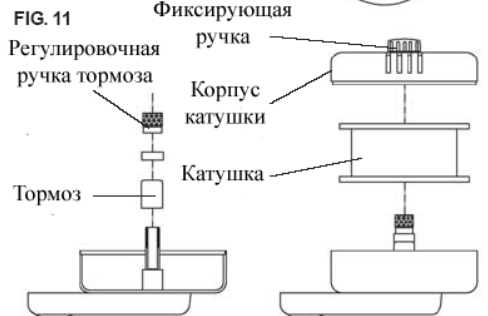 FIG. 11
Регулировочная
ручка тормоза
Тормоз
Фиксирующая
ручка
Корпус
катушки
Катушка